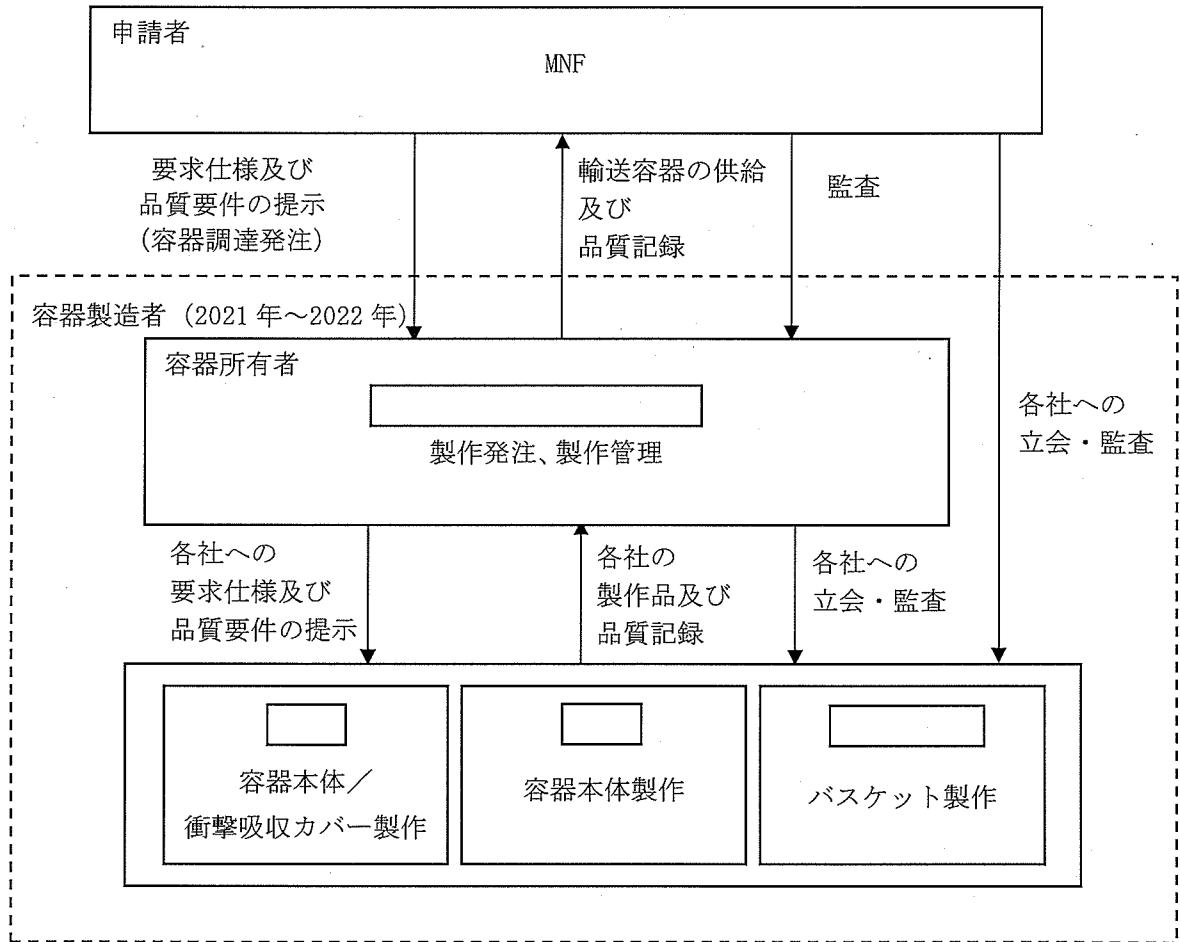 申請者
MNF
要求仕様及び
品質要件の提示
(容器調達発注)
輸送容器の供給
及び
品質記録
監査
容器製造者（2021年～2022年）
容器所有者
製作発注、製作管理
各社への
立会・監査
各社への
要求仕様及び
品質要件の提示
各社の
製作品及び
品質記録
各社への
立会・監査
容器本体／
衝撃吸収カバー製作
容器本体製作
バスケット製作